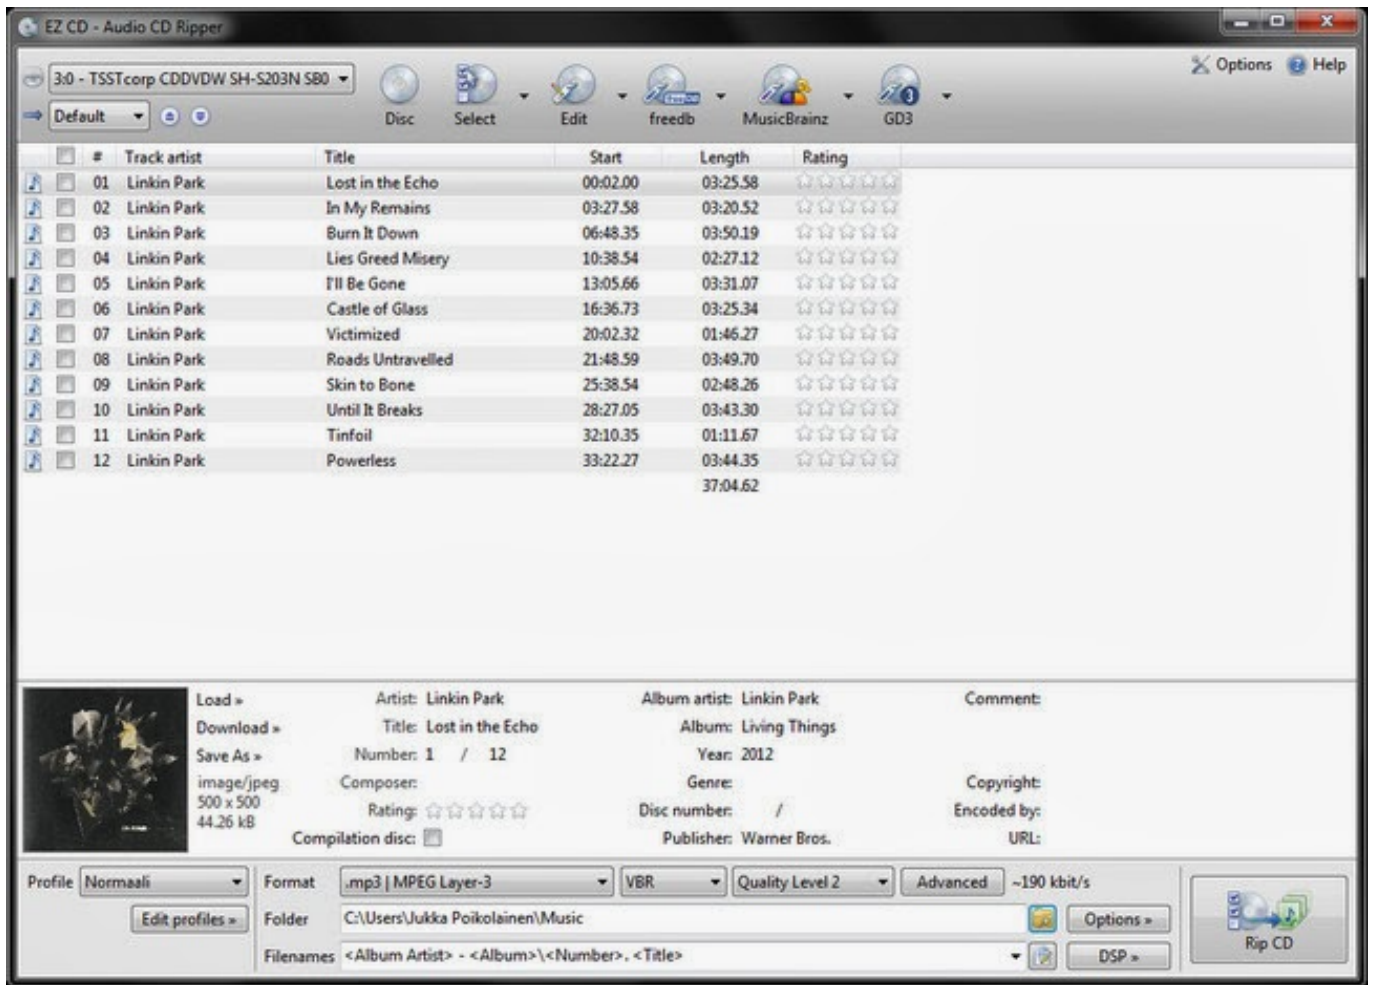 EZ CD - Audio CD Ripper
Options Help
3:0 - TSSTcorp CDDVDW SH-S203N SB0
Default
Disc Select Edit freedb MusicBrainz GD3
# Track artist Title Start Length Rating
01 Linkin Park Lost in the Echo 00:02.00 03:25.58
02 Linkin Park In My Remains 03:27.58 03:20.52
03 Linkin Park Burn It Down 06:48.35 03:50.19
04 Linkin Park Lies Greed Misery 10:38.54 02:27.12
05 Linkin Park I'll Be Gone 13:05.66 03:31.07
06 Linkin Park Castle of Glass 16:36.73 03:25.34
07 Linkin Park Victimized 20:02.32 01:46.27
08 Linkin Park Roads Untravelled 21:48.59 03:49.70
09 Linkin Park Skin to Bone 25:38.54 02:48.26
10 Linkin Park Until It Breaks 28:27.05 03:43.30
11 Linkin Park Tinfoil 32:10.35 01:11.67
12 Linkin Park Powerless 33:22.27 03:44.35
37:04.62
Load » Artist: Linkin Park Album artist: Linkin Park Comment:
Download » Title: Lost in the Echo Album: Living Things
Save As » Number: 1 / 12 Year: 2012
image/jpeg Composer: Genre: Copyright:
500 x 500 Rating: Disc number: / Encoded by:
44.26 kB
Compilation disc: Publisher: Warner Bros. URL:
Profile Normaali Format .mp3 | MPEG Layer-3 VBR Quality Level 2 Advanced ~190 kbit/s
Edit profiles » Folder C:\Users\Jukka Poikolainen\Music Options »
Filenames <Album Artist> - <Album>\<Number>. <Title> DSP »
Rip CD